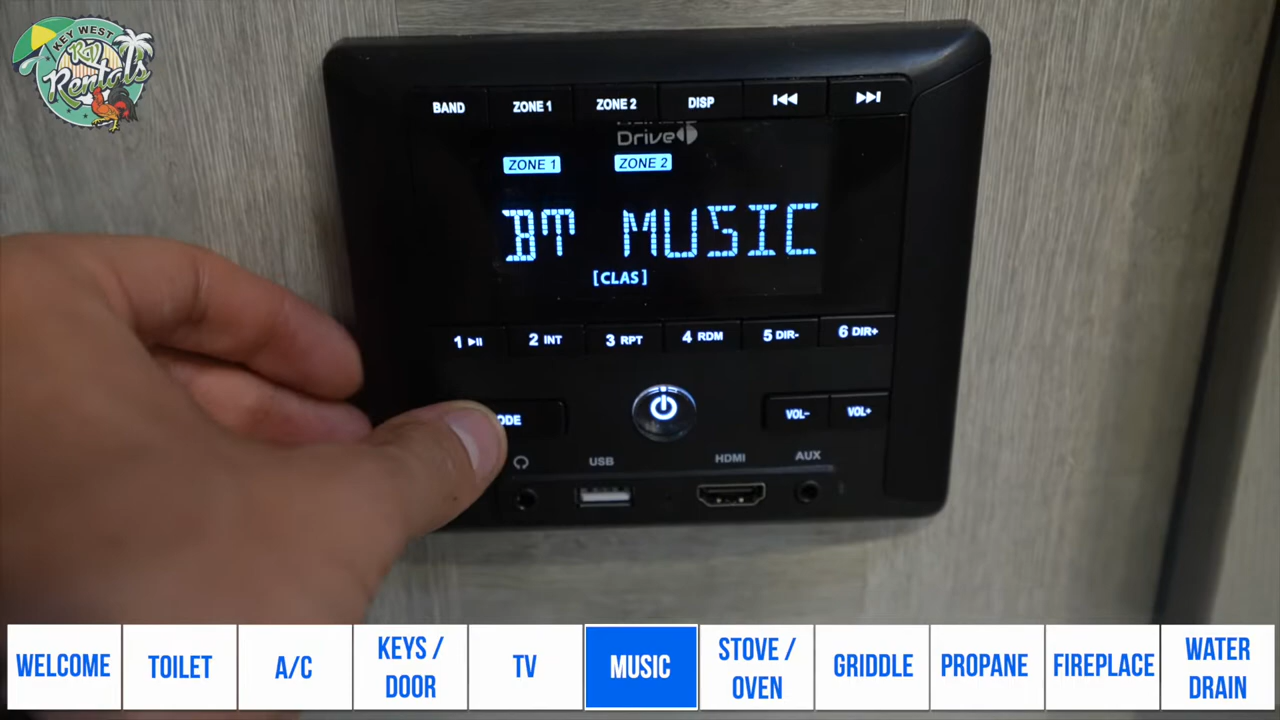 KEY WEST
RV
Rentals
BAND
ZONE 1
ZONE 2
DISP
Drive
ZONE 1
ZONE 2
BT MUSIC
[CLAS]
1
2 INT
3 RPT
4 RDM
5 DIR-
6 DIR+
ODE
VOL-
VOL+
USB
HDMI
AUX
WELCOME
TOILET
A/C
KEYS /
DOOR
TV
MUSIC
STOVE /
OVEN
GRIDDLE
PROPANE
FIREPLACE
WATER
DRAIN